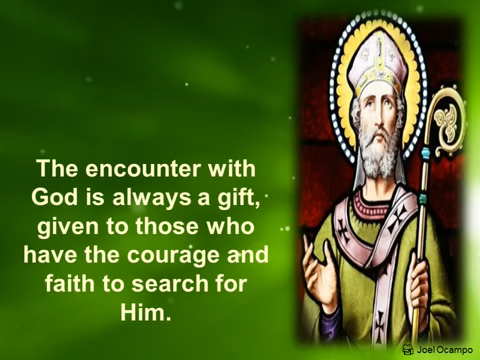 The encounter with
God is always a gift,
given to those who
have the courage and
faith to search for
Him.
Joel Ocampo